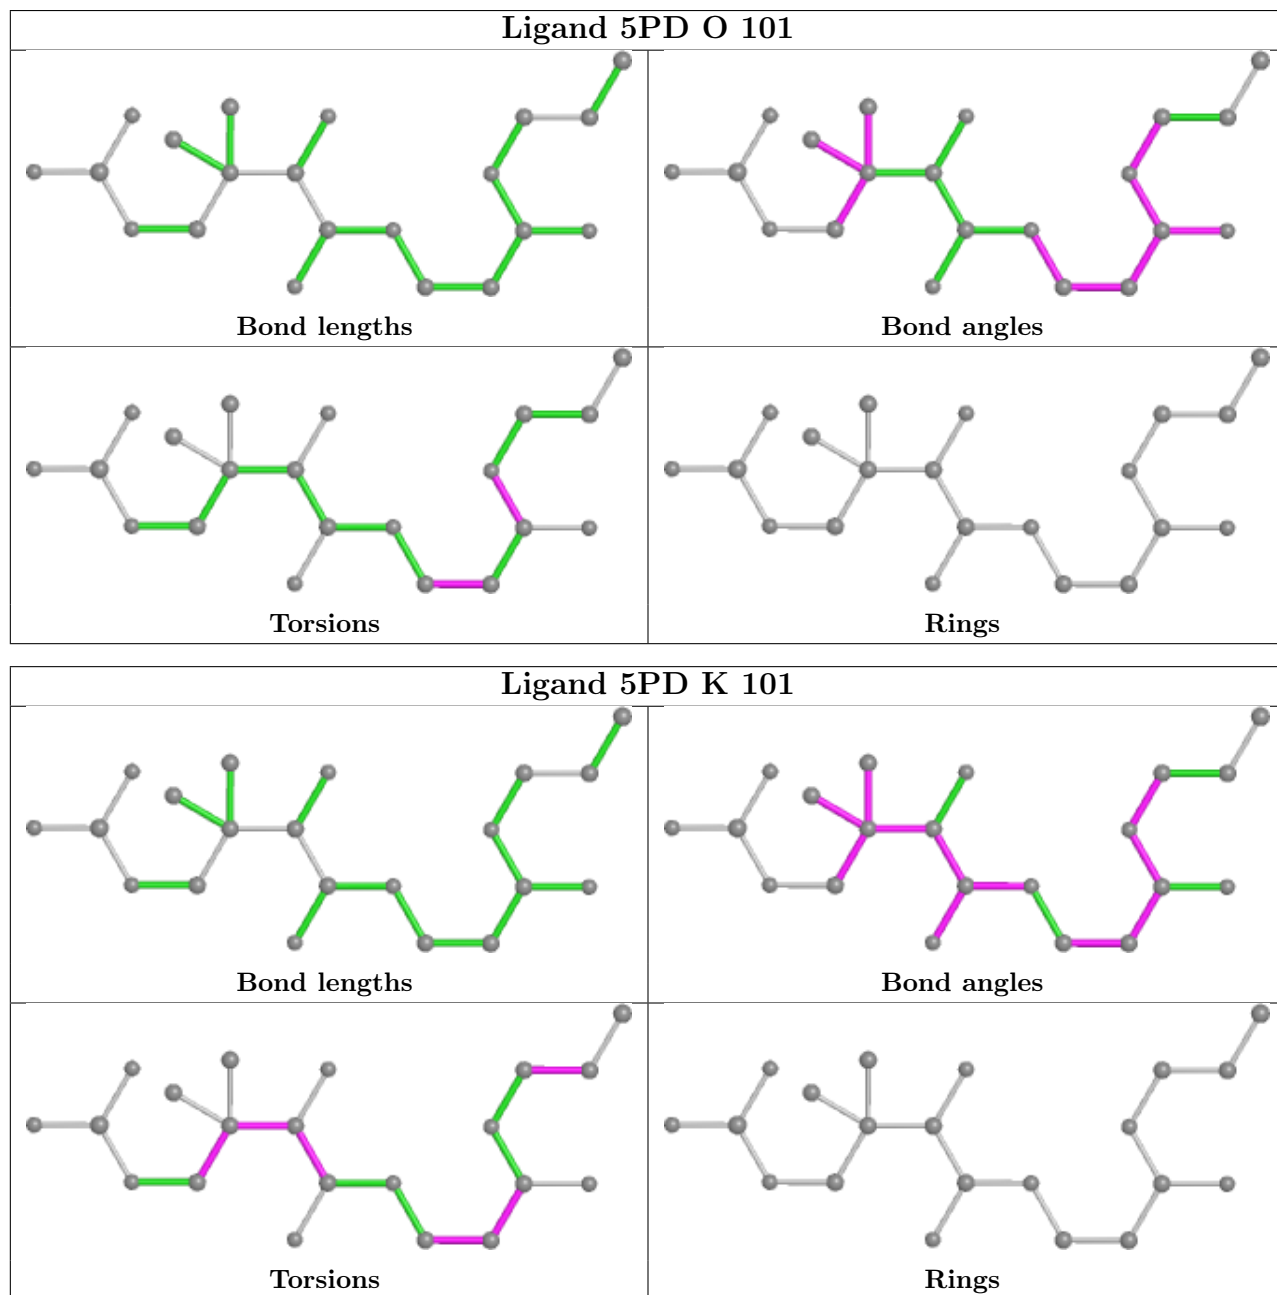 Ligand 5PD O 101
Bond lengths
Bond angles
Torsions
Rings
Ligand 5PD K 101
Bond lengths
Bond angles
Torsions
Rings